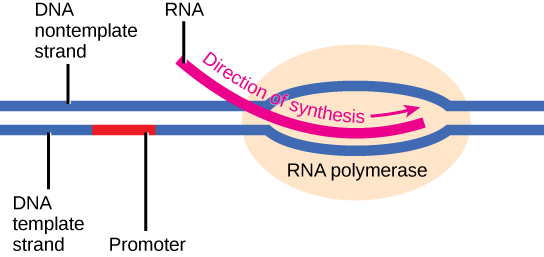 DNA
nontemplate
strand
RNA
Direction of synthesis
RNA polymerase
DNA
template
strand
Promoter